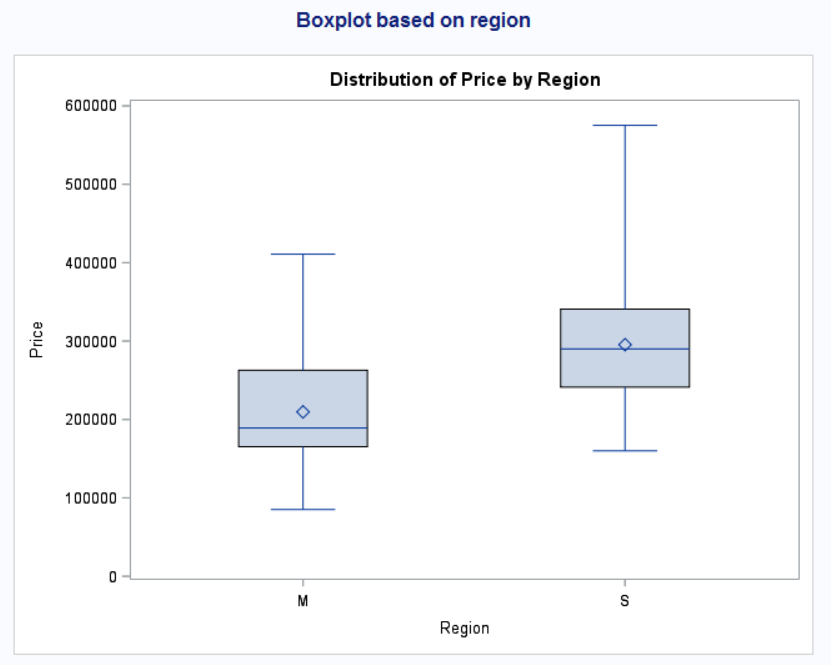 Boxplot based on region
Distribution of Price by Region
600000
500000
400000
300000
200000
100000
0
Price
M
S
Region